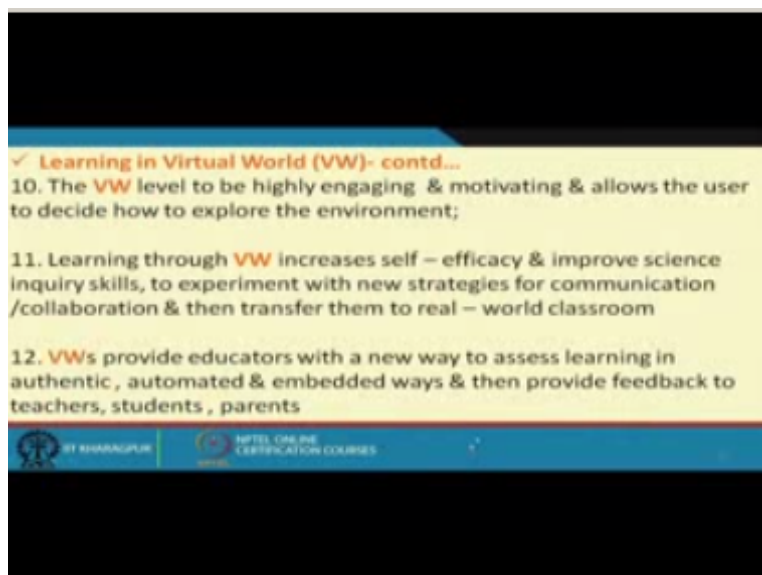 ✓ Learning in Virtual World (VW)- contd...
10. The VW level to be highly engaging & motivating & allows the user
to decide how to explore the environment;
11. Learning through VW increases self – efficacy & improve science
inquiry skills, to experiment with new strategies for communication
/collaboration & then transfer them to real – world classroom
12. VWs provide educators with a new way to assess learning in
authentic , automated & embedded ways & then provide feedback to
teachers, students , parents
IIT KHARAGPUR
NPTEL ONLINE
CERTIFICATION COURSES
NPTEL